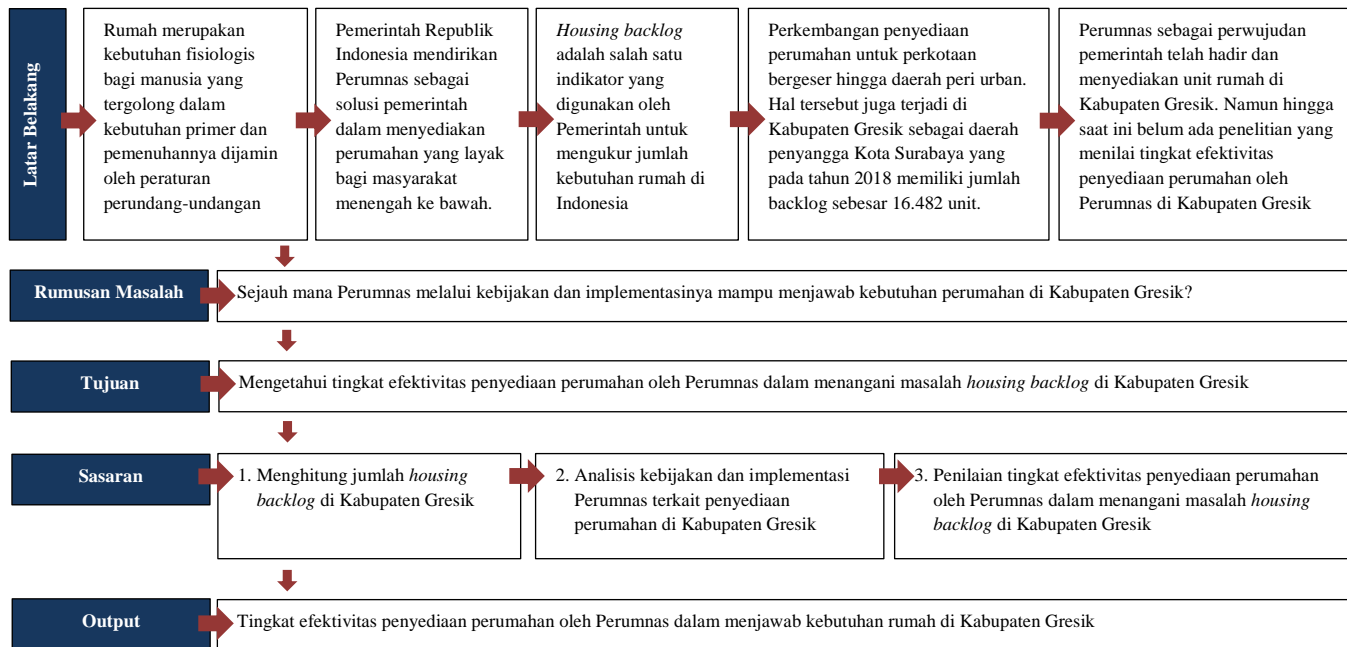 Latar Belakang
Rumah merupakan
kebutuhan fisiologis
bagi manusia yang
tergolong dalam
kebutuhan primer dan
pemenuhannya dijamin
oleh peraturan
perundang-undangan
Pemerintah Republik
Indonesia mendirikan
Perumnas sebagai
solusi pemerintah
dalam menyediakan
perumahan yang layak
bagi masyarakat
menengah ke bawah.
Housing backlog
adalah salah satu
indikator yang
digunakan oleh
Pemerintah untuk
mengukur jumlah
kebutuhan rumah di
Indonesia
Perkembangan penyediaan
perumahan untuk perkotaan
bergeser hingga daerah peri urban.
Hal tersebut juga terjadi di
Kabupaten Gresik sebagai daerah
penyangga Kota Surabaya yang
pada tahun 2018 memiliki jumlah
backlog sebesar 16.482 unit.
Perumnas sebagai perwujudan
pemerintah telah hadir dan
menyediakan unit rumah di
Kabupaten Gresik. Namun hingga
saat ini belum ada penelitian yang
menilai tingkat efektivitas
penyediaan perumahan oleh
Perumnas di Kabupaten Gresik
Rumusan Masalah
Sejauh mana Perumnas melalui kebijakan dan implementasinya mampu menjawab kebutuhan perumahan di Kabupaten Gresik?
Tujuan
Mengetahui tingkat efektivitas penyediaan perumahan oleh Perumnas dalam menangani masalah housing backlog di Kabupaten Gresik
Sasaran
1. Menghitung jumlah housing
backlog di Kabupaten Gresik
2. Analisis kebijakan dan implementasi
Perumnas terkait penyediaan
perumahan di Kabupaten Gresik
3. Penilaian tingkat efektivitas penyediaan perumahan
oleh Perumnas dalam menangani masalah housing
backlog di Kabupaten Gresik
Output
Tingkat efektivitas penyediaan perumahan oleh Perumnas dalam menjawab kebutuhan rumah di Kabupaten Gresik